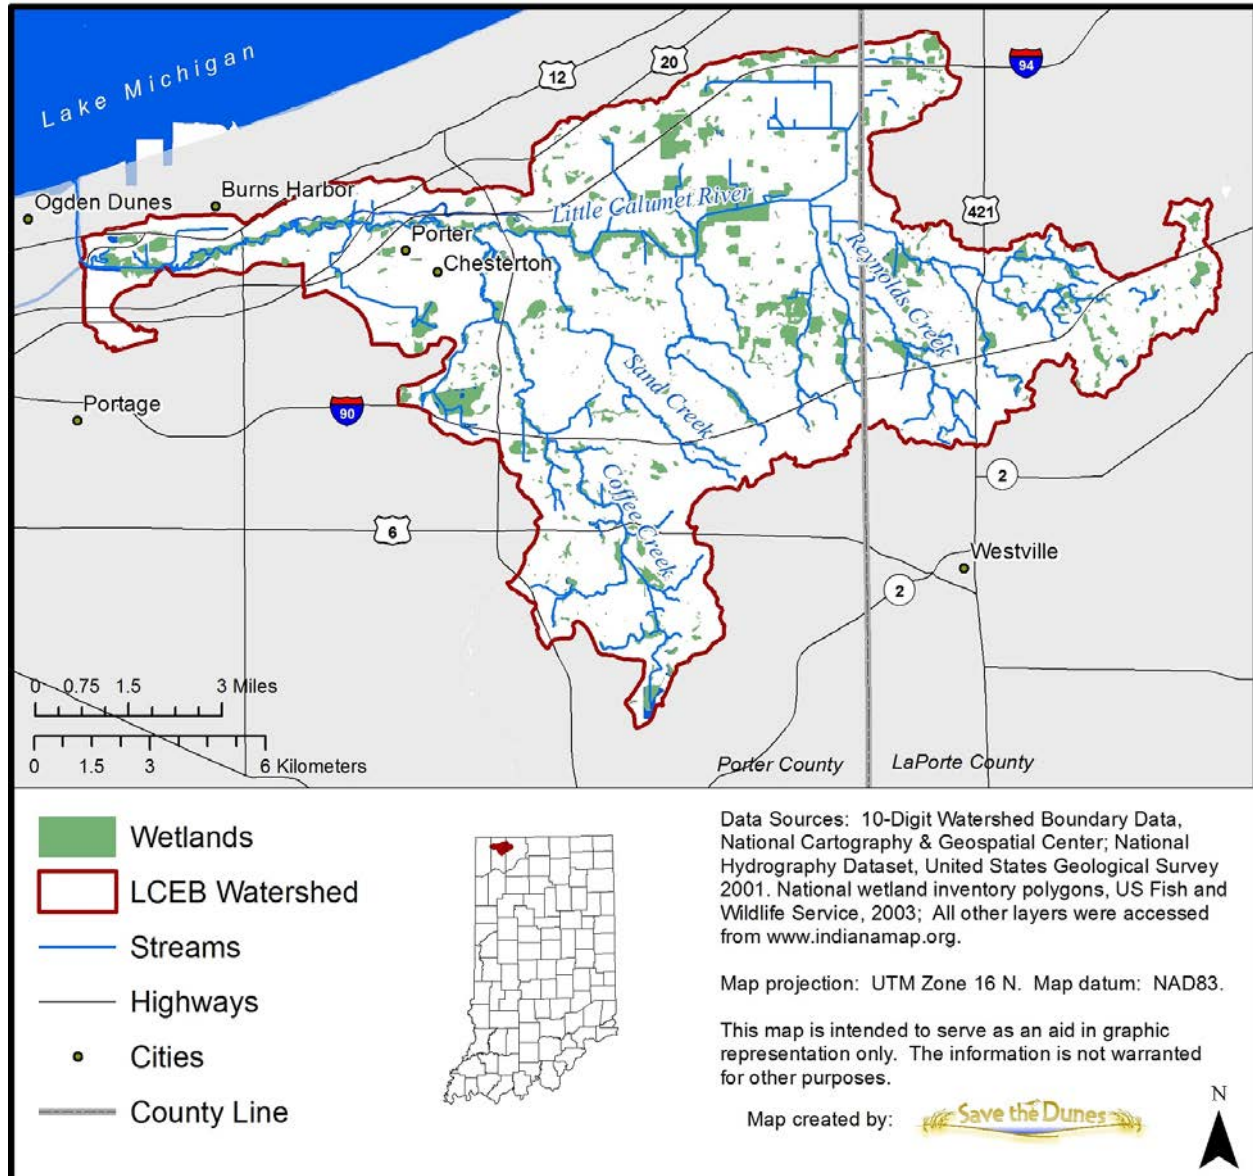 Lake Michigan
12
20
94
Ogden Dunes
Burns Harbor
Little Calumet River
421
Porter
Chesterton
Reynolds Creek
Sand Creek
Portage
90
Coffee Creek
2
6
Westville
2
0 0.75 1.5 3 Miles
0 1.5 3 6 Kilometers
Porter County
LaPorte County
Wetlands
LCEB Watershed
Streams
Highways
Cities
County Line
Data Sources: 10-Digit Watershed Boundary Data,
National Cartography & Geospatial Center; National
Hydrography Dataset, United States Geological Survey
2001. National wetland inventory polygons, US Fish and
Wildlife Service, 2003; All other layers were accessed
from www.indianamap.org.
Map projection: UTM Zone 16 N. Map datum: NAD83.
This map is intended to serve as an aid in graphic
representation only. The information is not warranted
for other purposes.
Map created by:
Save the Dunes
N